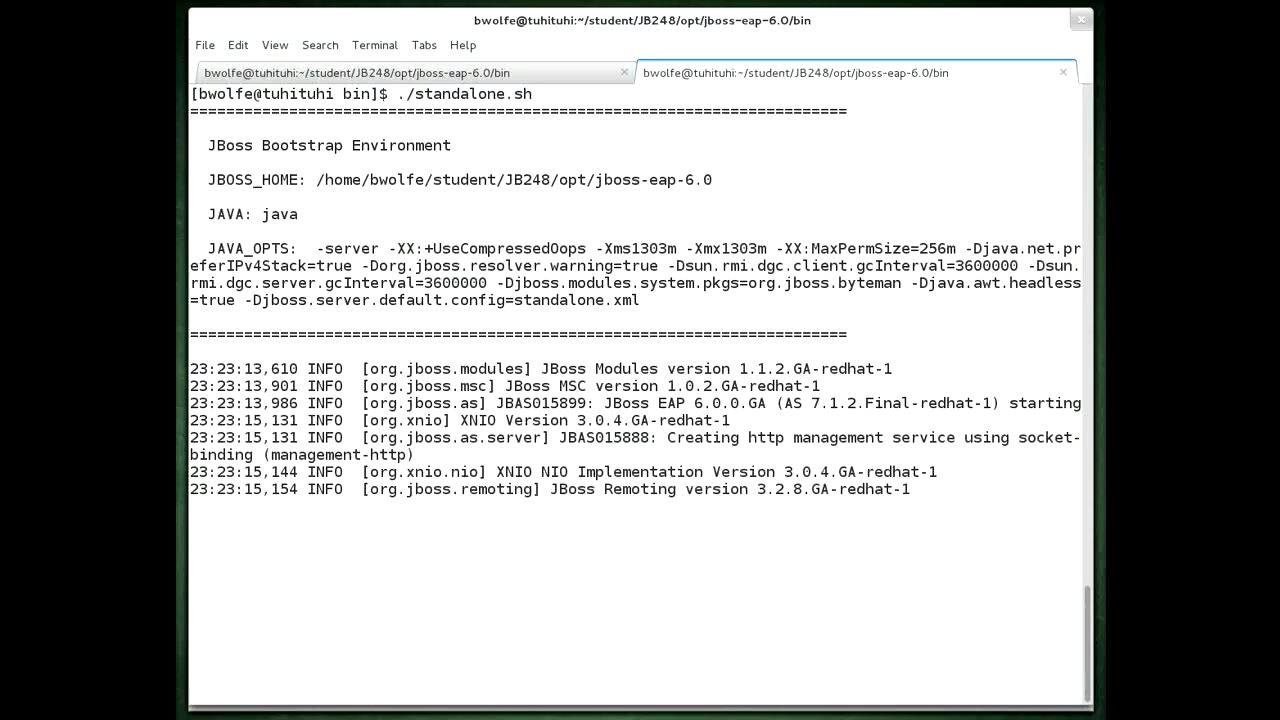 bwolfe@tuhituhi:~/student/JB248/opt/jboss-eap-6.0/bin
File Edit View Search Terminal Tabs Help
bwolfe@tuhituhi:~/student/JB248/opt/jboss-eap-6.0/bin bwolfe@tuhituhi:~/student/JB248/opt/jboss-eap-6.0/bin
[bwolfe@tuhituhi bin]$ ./standalone.sh
=========================================================================
JBoss Bootstrap Environment
JBOSS_HOME: /home/bwolfe/student/JB248/opt/jboss-eap-6.0
JAVA: java
JAVA_OPTS:  -server -XX:+UseCompressedOops -Xms1303m -Xmx1303m -XX:MaxPermSize=256m -Djava.net.pr
eferIPv4Stack=true -Dorg.jboss.resolver.warning=true -Dsun.rmi.dgc.client.gcInterval=3600000 -Dsun.
rmi.dgc.server.gcInterval=3600000 -Djboss.modules.system.pkgs=org.jboss.byteman -Djava.awt.headless
=true -Djboss.server.default.config=standalone.xml
=========================================================================
23:23:13,610 INFO  [org.jboss.modules] JBoss Modules version 1.1.2.GA-redhat-1
23:23:13,901 INFO  [org.jboss.msc] JBoss MSC version 1.0.2.GA-redhat-1
23:23:13,986 INFO  [org.jboss.as] JBAS015899: JBoss EAP 6.0.0.GA (AS 7.1.2.Final-redhat-1) starting
23:23:15,131 INFO  [org.xnio] XNIO Version 3.0.4.GA-redhat-1
23:23:15,131 INFO  [org.jboss.as.server] JBAS015888: Creating http management service using socket-
binding (management-http)
23:23:15,144 INFO  [org.xnio.nio] XNIO NIO Implementation Version 3.0.4.GA-redhat-1
23:23:15,154 INFO  [org.jboss.remoting] JBoss Remoting version 3.2.8.GA-redhat-1